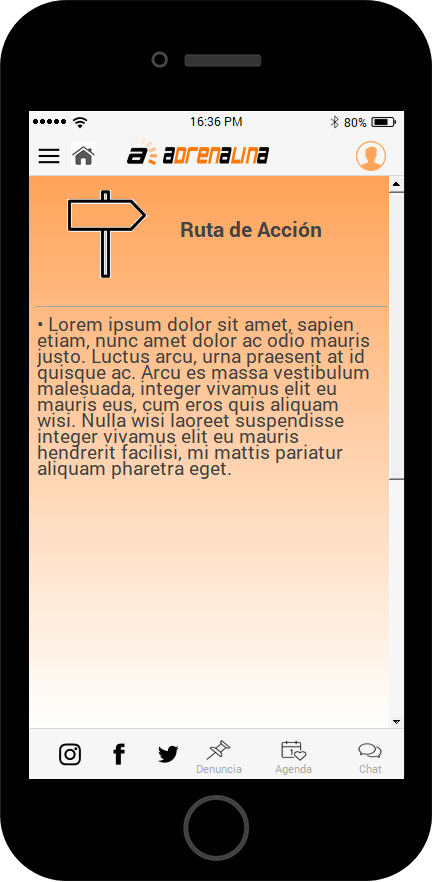 16:36 PM
80%
a adrenalina
Ruta de Acción
• Lorem ipsum dolor sit amet, sapien
etiam, nunc amet dolor ac odio mauris
justo. Luctus arcu, urna praesent at id
quisque ac. Arcu es massa vestibulum
malesuada, integer vivamus elit eu
mauris eus, cum eros quis aliquam
wisi. Nulla wisi laoreet suspendisse
integer vivamus elit eu mauris
hendrerit facilisi, mi mattis pariatur
aliquam pharetra eget.
1
Denuncia
Agenda
Chat